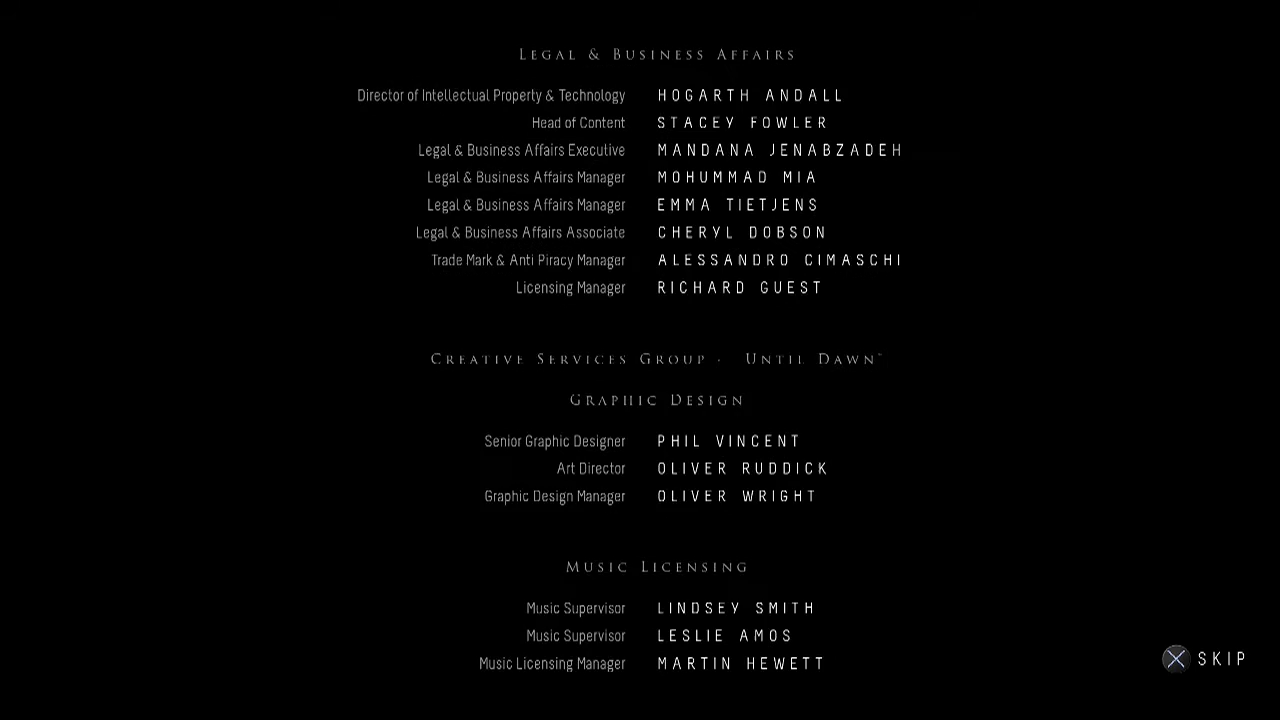 LEGAL & BUSINESS AFFAIRS
Director of Intellectual Property & Technology HOGARTH ANDALL
Head of Content STACEY FOWLER
Legal & Business Affairs Executive MANDANA JENABZADEH
Legal & Business Affairs Manager MOHUMMAD MIA
Legal & Business Affairs Manager EMMA TIETJENS
Legal & Business Affairs Associate CHERYL DOBSON
Trade Mark & Anti Piracy Manager ALESSANDRO CIMASCHI
Licensing Manager RICHARD GUEST
CREATIVE SERVICES GROUP - UNTIL DAWN™
GRAPHIC DESIGN
Senior Graphic Designer PHIL VINCENT
Art Director OLIVER RUDDICK
Graphic Design Manager OLIVER WRIGHT
MUSIC LICENSING
Music Supervisor LINDSEY SMITH
Music Supervisor LESLIE AMOS
Music Licensing Manager MARTIN HEWETT
SKIP